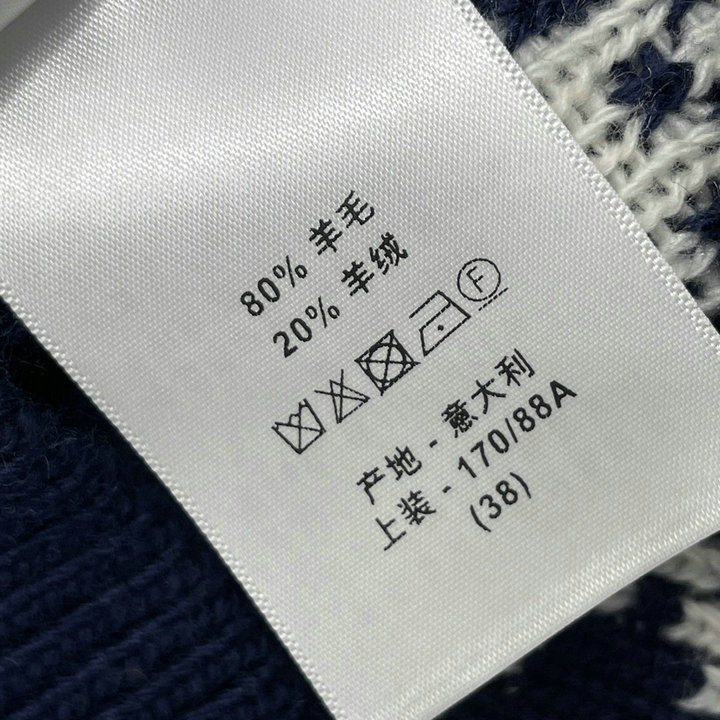 80% 羊毛
20% 羊绒
F
产地 - 意大利
上装 - 170/88A
(38)